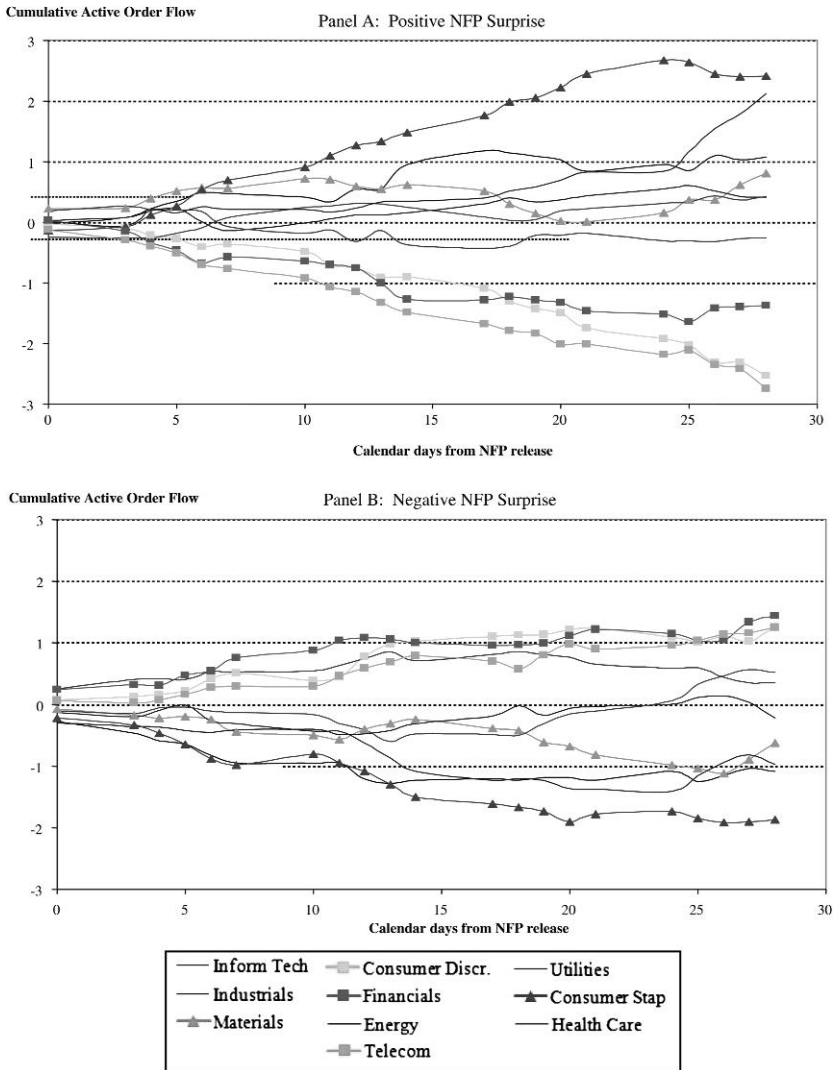 Cumulative Active Order Flow
Panel A: Positive NFP Surprise
3
2
1
0
-1
-2
-3
0 5 10 15 20 25 30
Calendar days from NFP release
Cumulative Active Order Flow
Panel B: Negative NFP Surprise
3
2
1
0
-1
-2
-3
0 5 10 15 20 25 30
Calendar days from NFP release
Inform Tech Consumer Discr. Utilities
Industrials Financials Consumer Stap
Materials Energy Health Care
Telecom